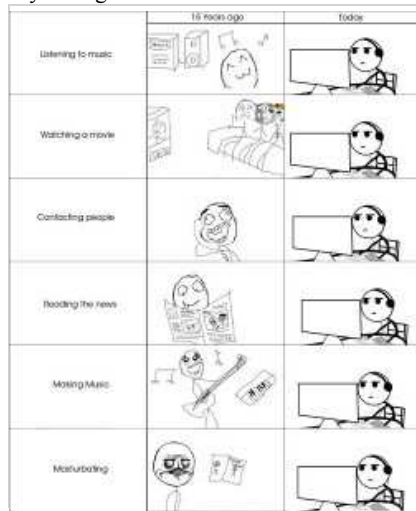 15 Years ago
today
Listening to music
Watching a movie
Contacting people
Reading the news
Making Music
Masturbating